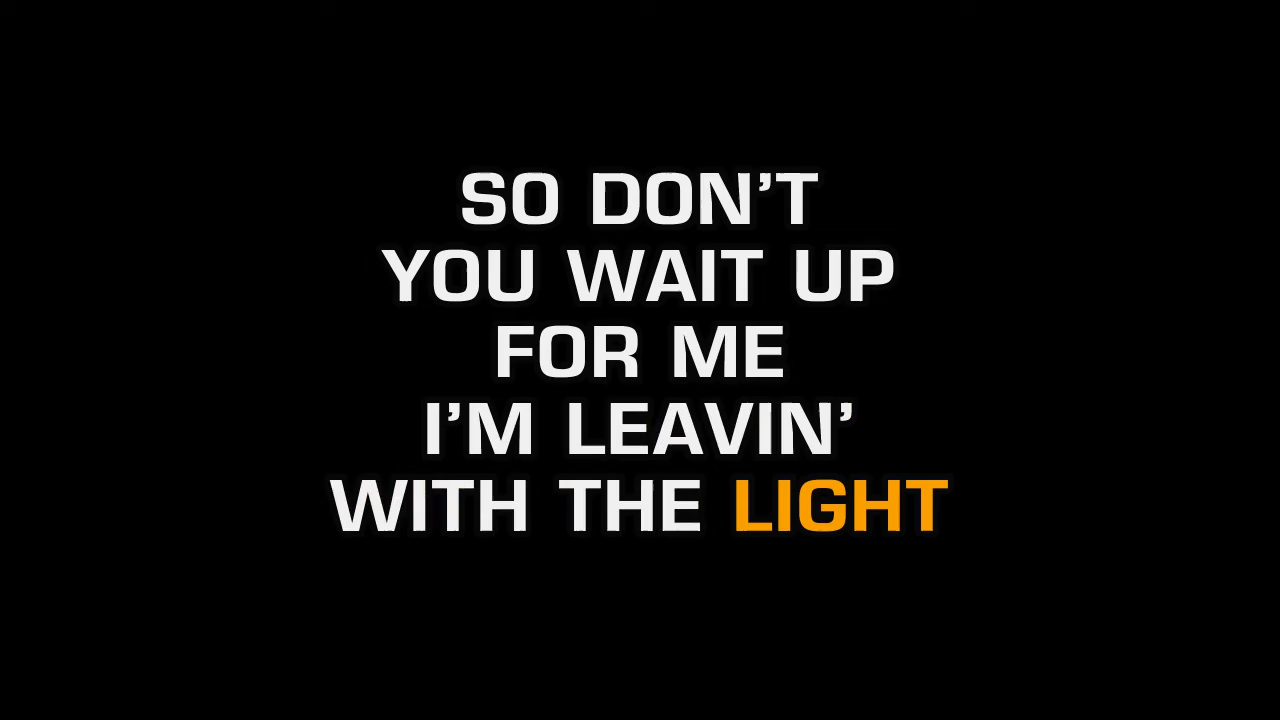 SO DON’T
YOU WAIT UP
FOR ME
I’M LEAVIN’
WITH THE LIGHT